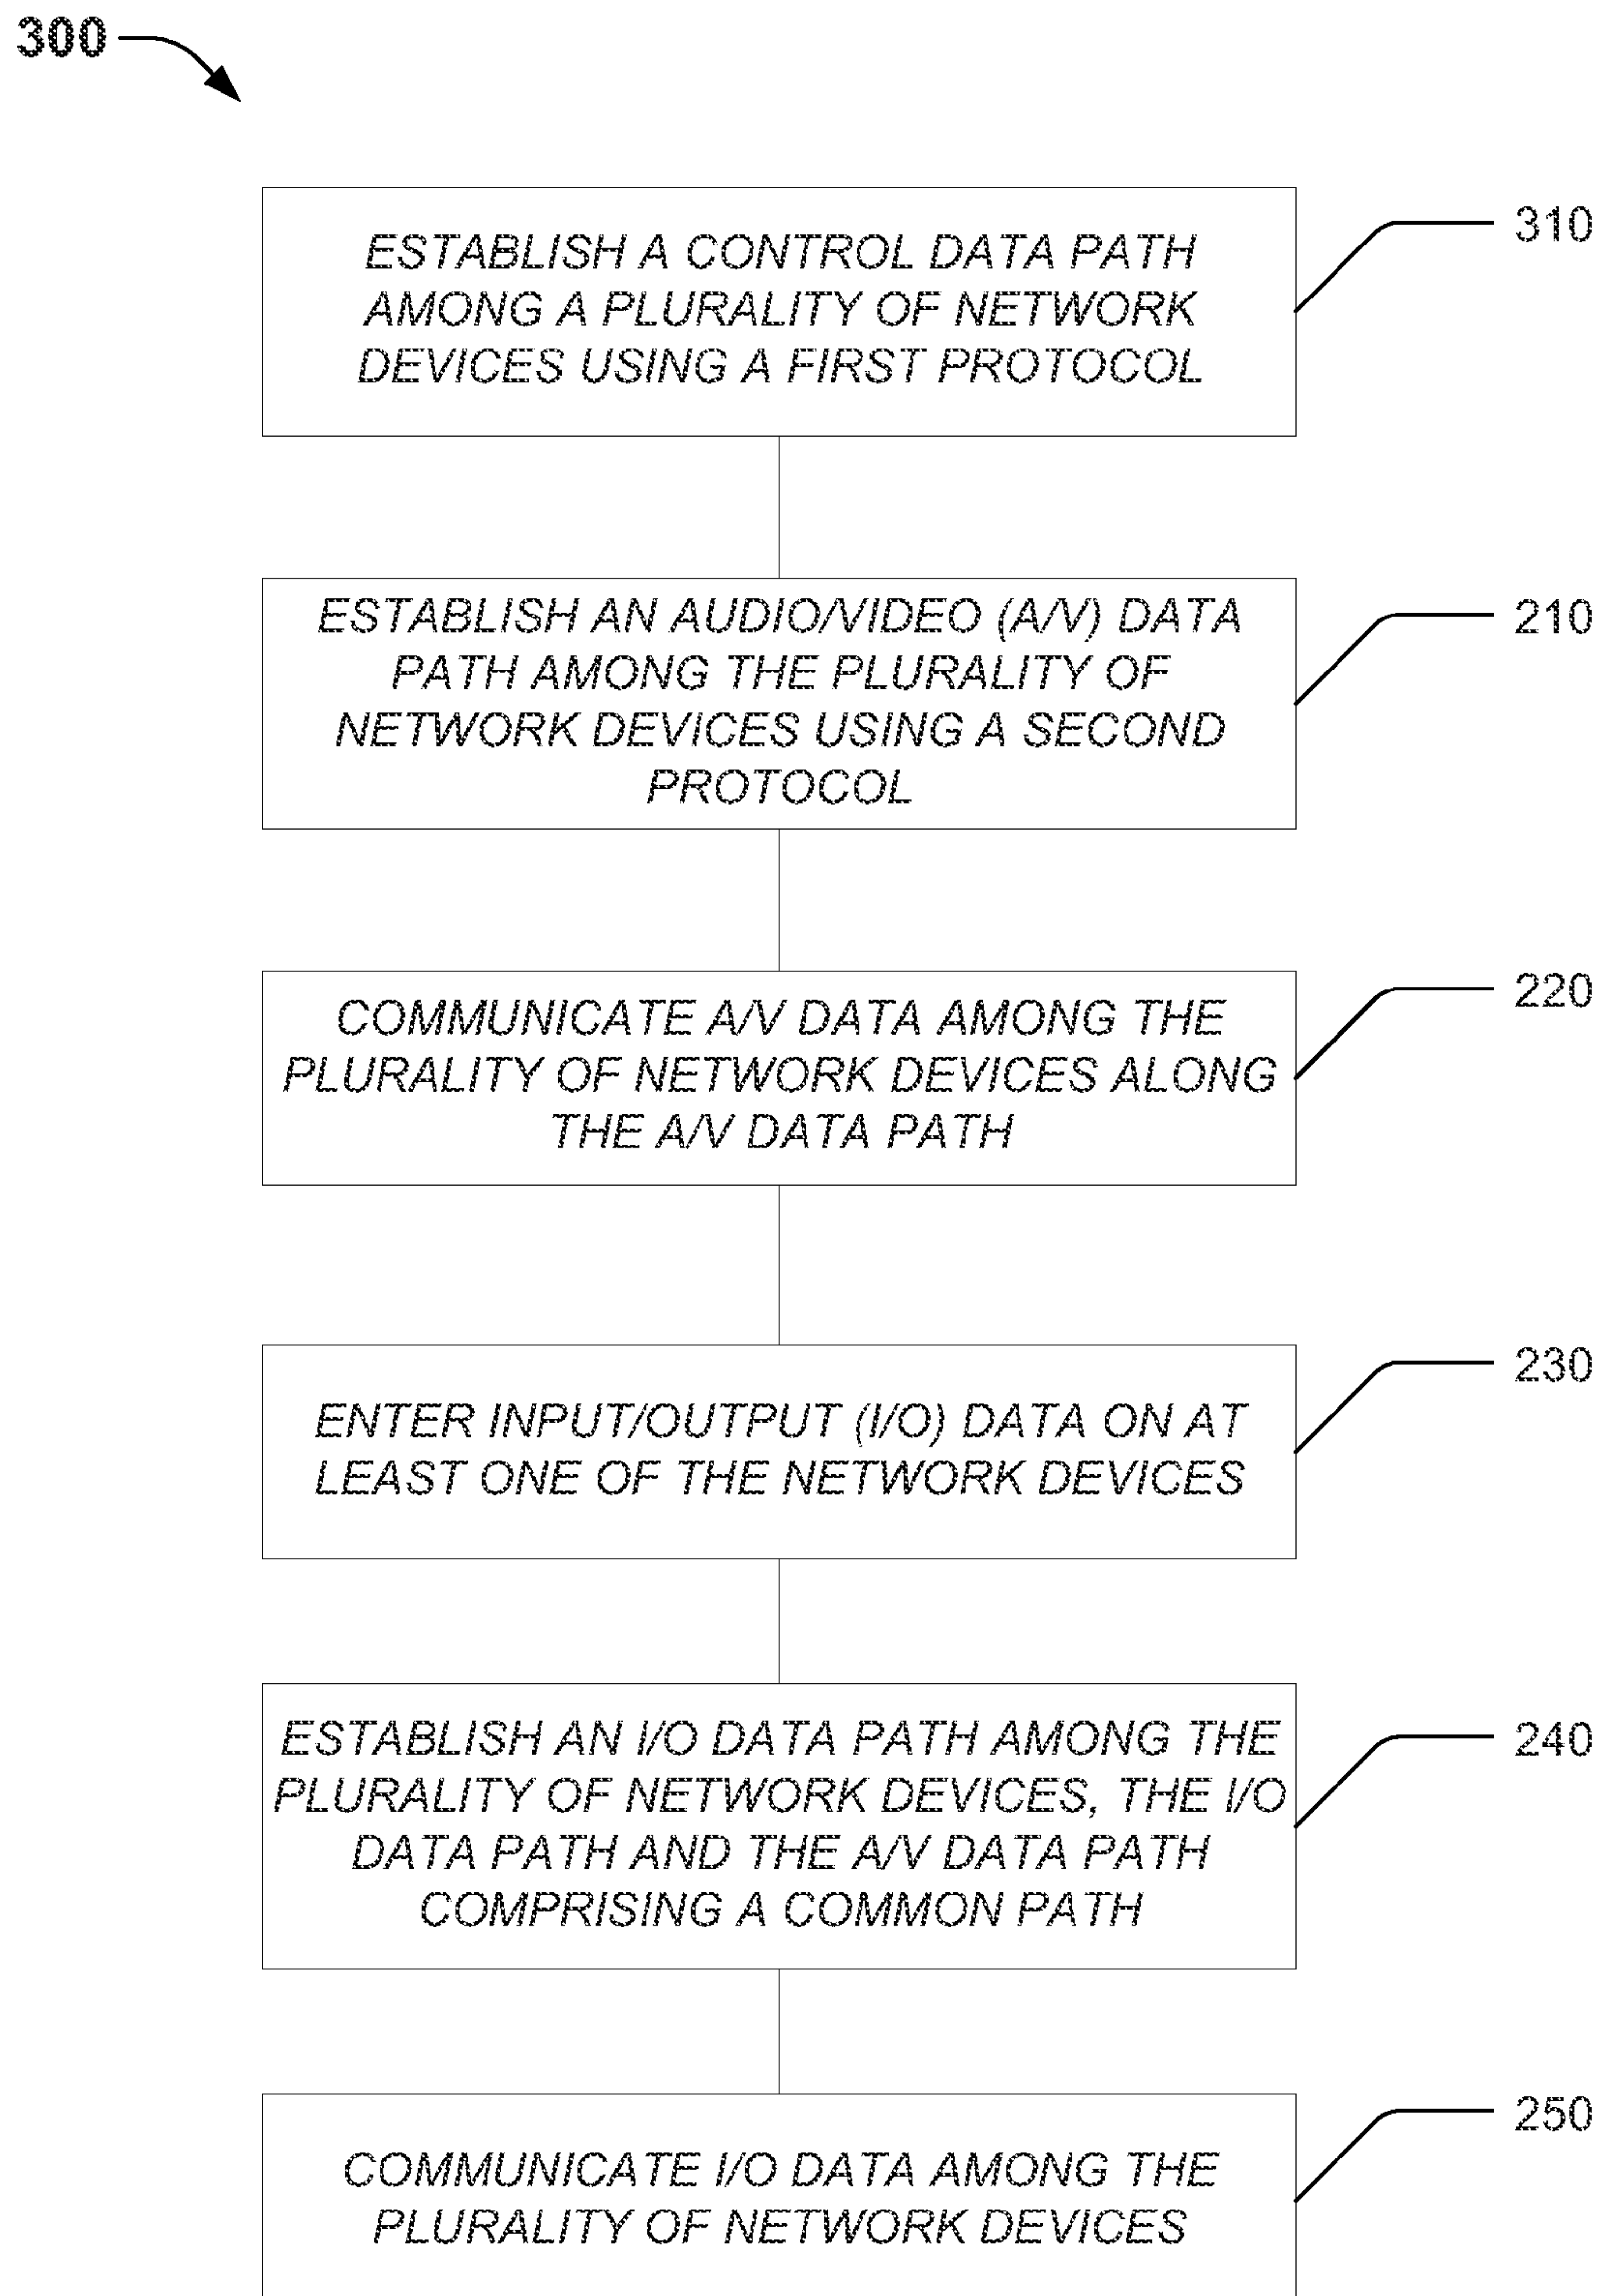 300
ESTABLISH A CONTROL DATA PATH
AMONG A PLURALITY OF NETWORK
DEVICES USING A FIRST PROTOCOL
310
ESTABLISH AN AUDIO/VIDEO (A/V) DATA
PATH AMONG THE PLURALITY OF
NETWORK DEVICES USING A SECOND
PROTOCOL
210
COMMUNICATE A/V DATA AMONG THE
PLURALITY OF NETWORK DEVICES ALONG
THE A/V DATA PATH
220
ENTER INPUT/OUTPUT (I/O) DATA ON AT
LEAST ONE OF THE NETWORK DEVICES
230
ESTABLISH AN I/O DATA PATH AMONG THE
PLURALITY OF NETWORK DEVICES, THE I/O
DATA PATH AND THE A/V DATA PATH
COMPRISING A COMMON PATH
240
COMMUNICATE I/O DATA AMONG THE
PLURALITY OF NETWORK DEVICES
250